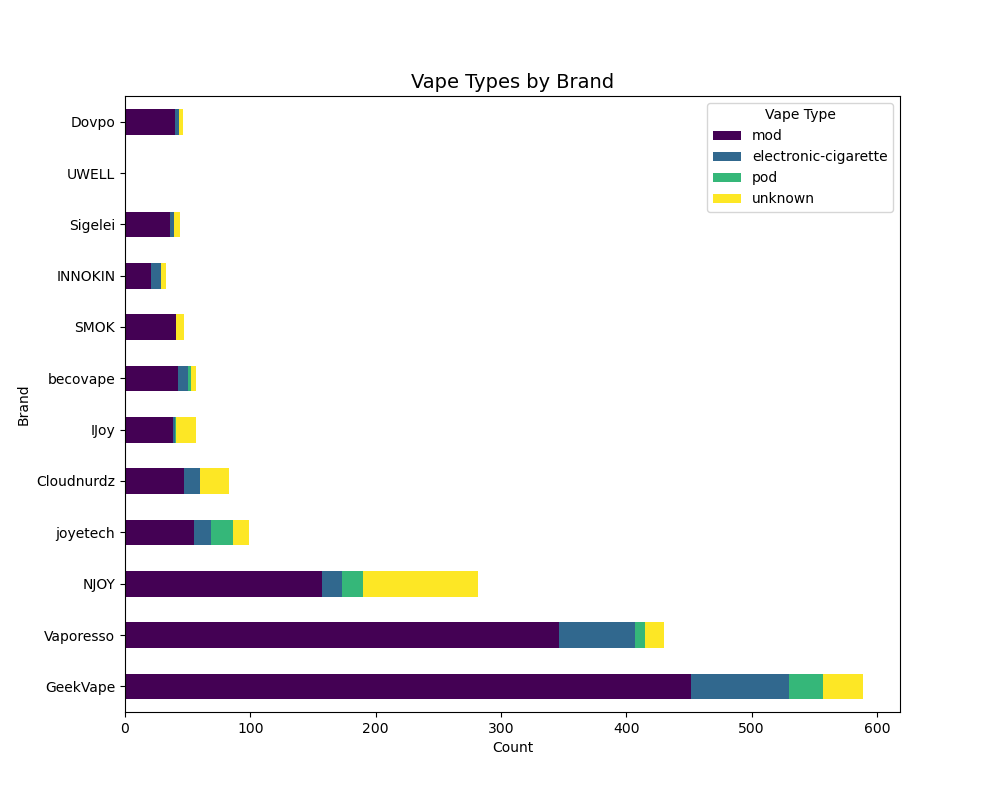 Vape Types by Brand
Vape Type
mod
electronic-cigarette
pod
unknown
Dovpo
UWELL
Sigelei
INNOKIN
SMOK
becovape
IJoy
Cloudnurdz
joyetech
NJOY
Vaporesso
GeekVape
Brand
0 100 200 300 400 500 600
Count